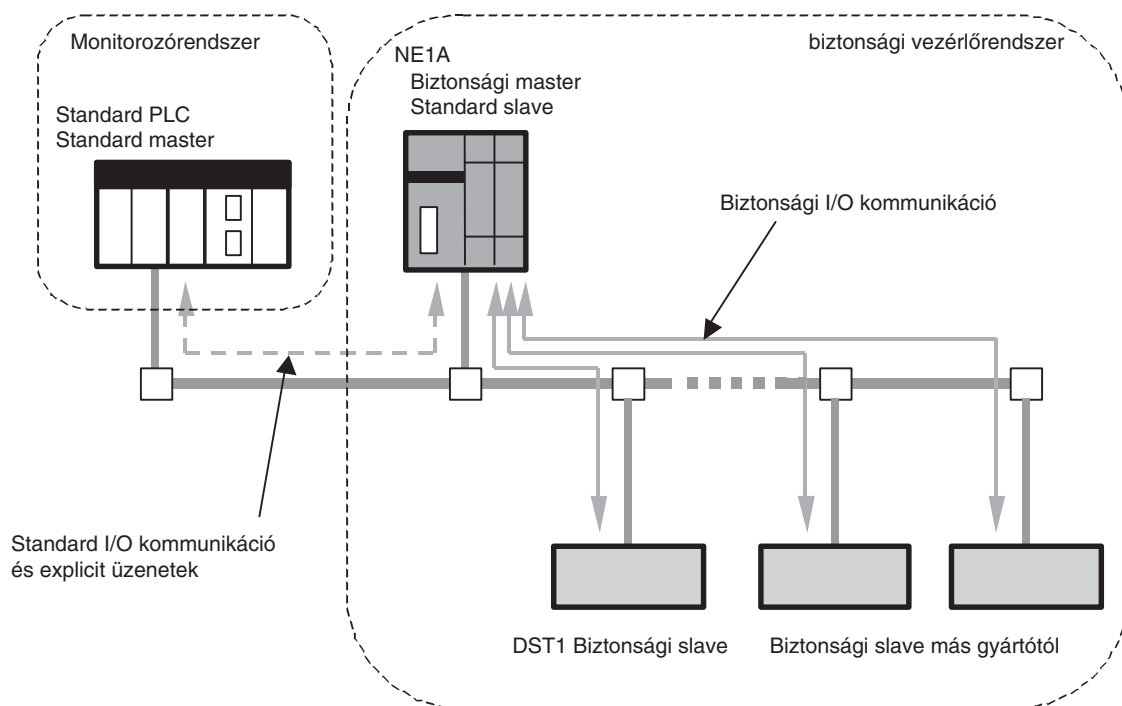 Monitorozórendszer
biztonsági vezérlőrendszer
NE1A
Biztonsági master
Standard slave
Standard PLC
Standard master
Biztonsági I/O kommunikáció
Standard I/O kommunikáció
és explicit üzenetek
DST1 Biztonsági slave
Biztonsági slave más gyártótól